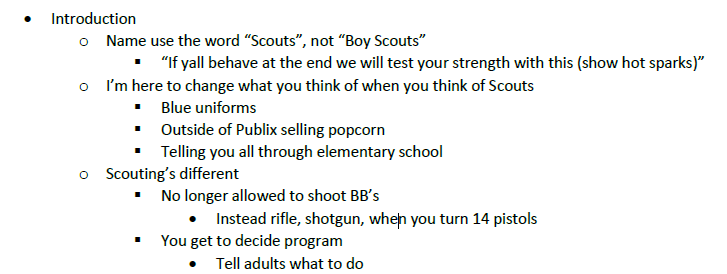 • Introduction
o Name use the word “Scouts”, not “Boy Scouts”
▪ “If yall behave at the end we will test your strength with this (show hot sparks)”
o I’m here to change what you think of when you think of Scouts
▪ Blue uniforms
▪ Outside of Publix selling popcorn
▪ Telling you all through elementary school
o Scouting’s different
▪ No longer allowed to shoot BB’s
• Instead rifle, shotgun, when you turn 14 pistols
▪ You get to decide program
• Tell adults what to do